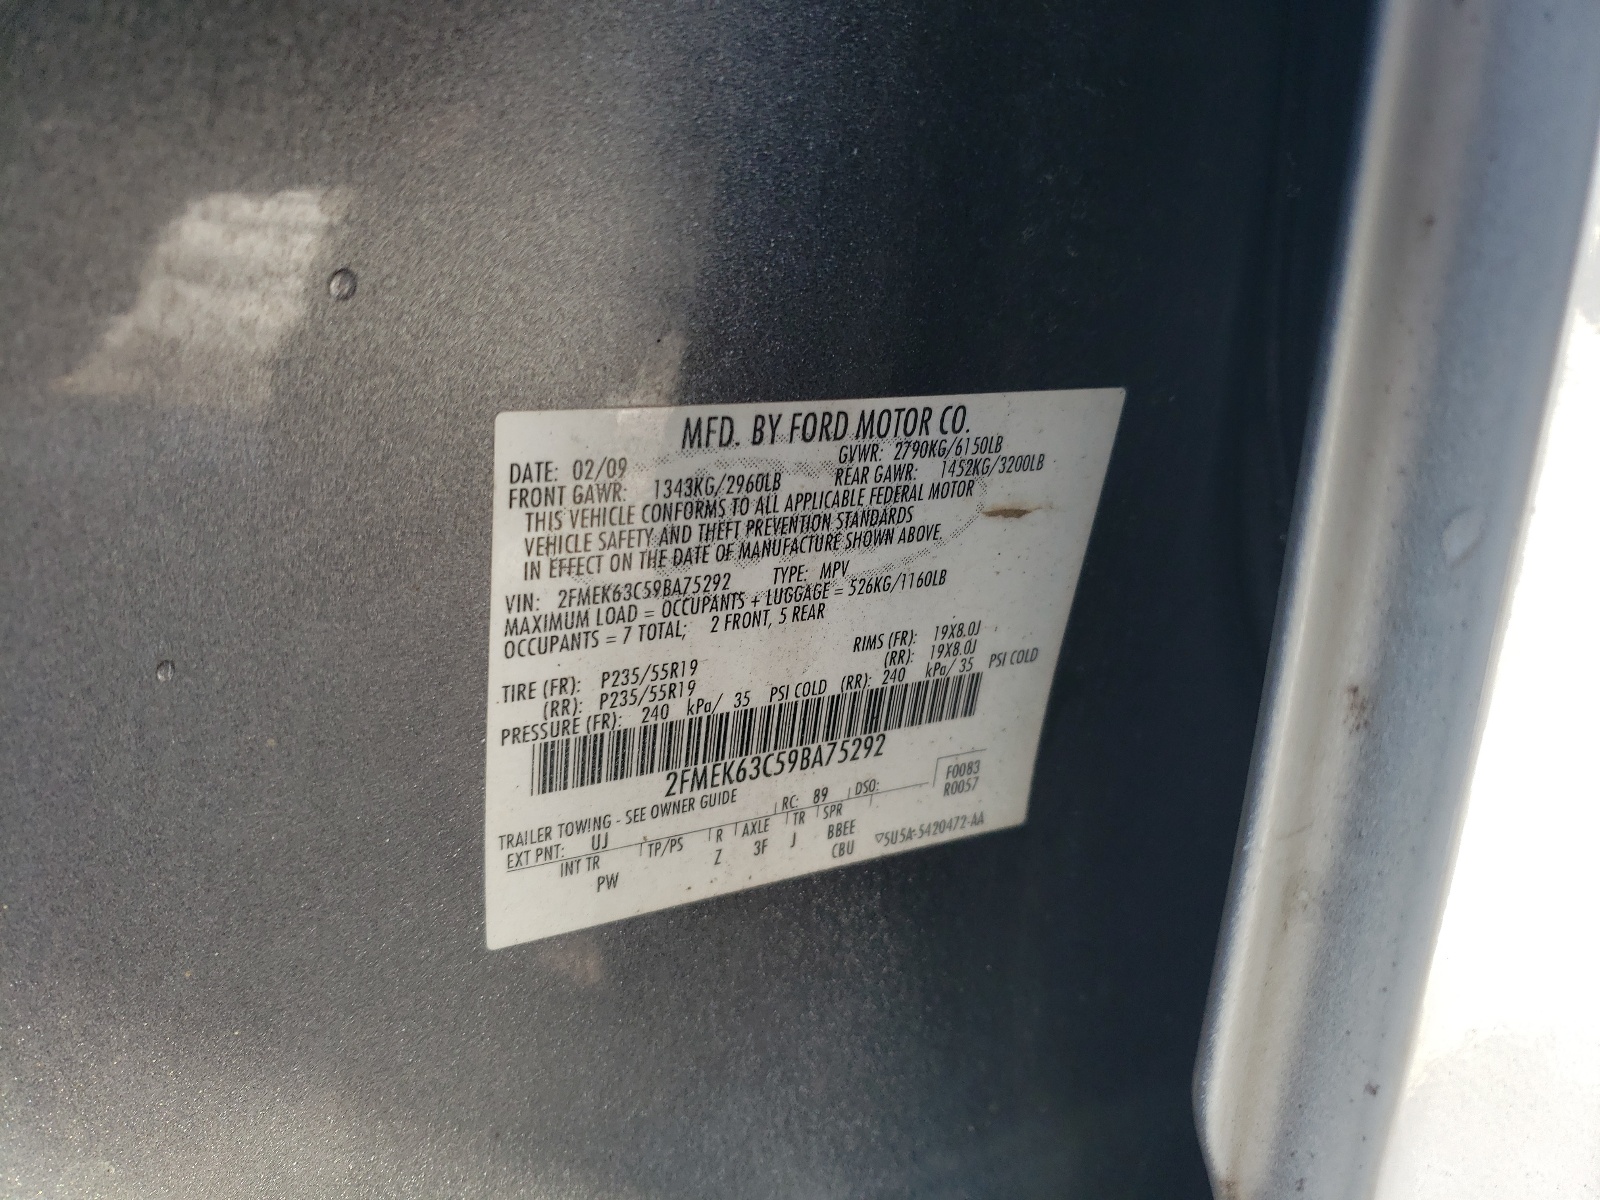 MFD. BY FORD MOTOR CO.
DATE: 02/09 GVWR: 2790KG/6150LB
FRONT GAWR: 1343KG/2960LB REAR GAWR: 1452KG/3200LB
THIS VEHICLE CONFORMS TO ALL APPLICABLE FEDERAL MOTOR
VEHICLE SAFETY AND THEFT PREVENTION STANDARDS
IN EFFECT ON THE DATE OF MANUFACTURE SHOWN ABOVE
VIN: 2FMEK63C59BA75292 TYPE: MPV
MAXIMUM LOAD = OCCUPANTS + LUGGAGE = 526KG/1160LB
OCCUPANTS = 7 TOTAL; 2 FRONT, 5 REAR
TIRE (FR): P235/55R19 RIMS (FR): 19X8.0J
(RR): P235/55R19 (RR): 19X8.0J
PRESSURE (FR): 240 kPa/ 35 PSI COLD (RR): 240 kPa/ 35 PSI COLD
2FMEK63C59BA75292
TRAILER TOWING - SEE OWNER GUIDE
EXT PNT: UJ RC: 89 DSO: F0083
R0057
INT TR TP/PS R AXLE TR SPR
PW Z 3F J BBEE
CBU ▽5U5A-5420472-AA